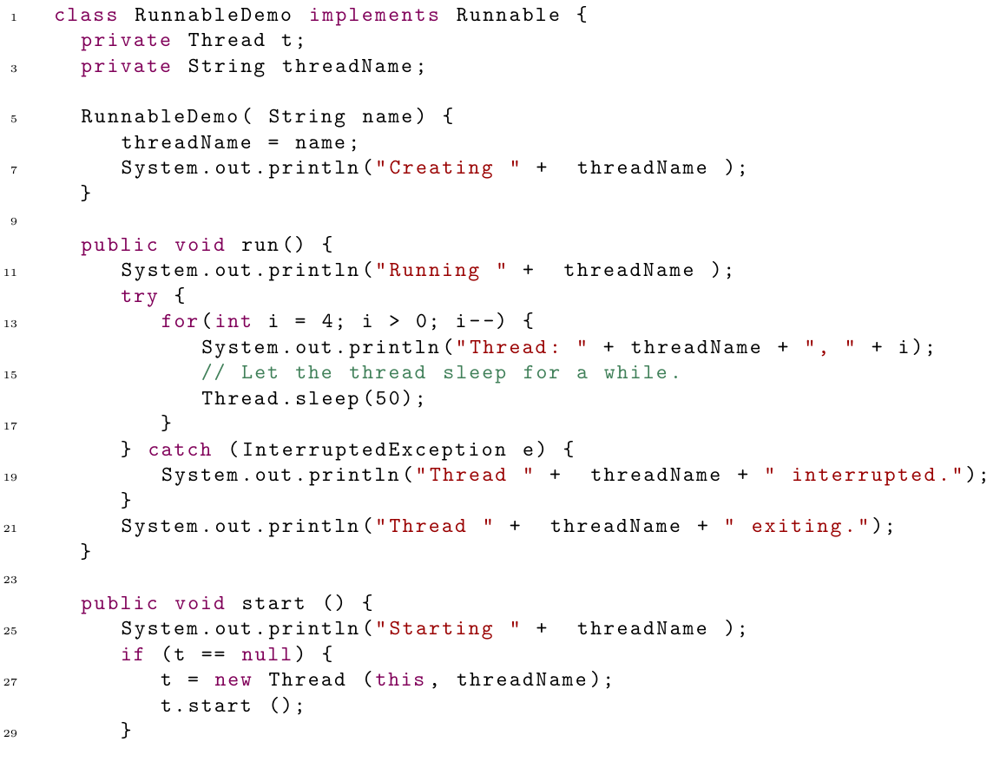 1 class RunnableDemo implements Runnable {
private Thread t;
3 private String threadName;
5 RunnableDemo( String name) {
threadName = name;
7 System.out.println("Creating " +  threadName );
}
9
public void run() {
11 System.out.println("Running " +  threadName );
try {
13 for(int i = 4; i > 0; i--) {
System.out.println("Thread: " + threadName + ", " + i);
15 // Let the thread sleep for a while.
Thread.sleep(50);
17 }
} catch (InterruptedException e) {
19 System.out.println("Thread " +  threadName + " interrupted.");
}
21 System.out.println("Thread " +  threadName + " exiting.");
}
23
public void start () {
25 System.out.println("Starting " +  threadName );
if (t == null) {
27 t = new Thread (this, threadName);
t.start ();
29 }